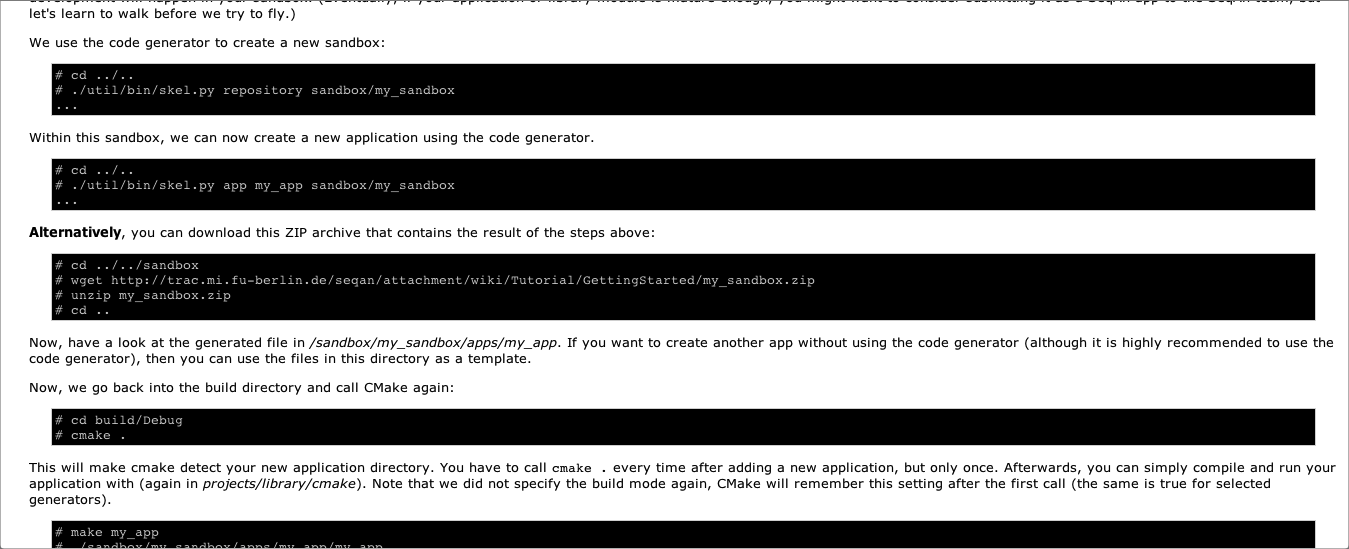 let's learn to walk before we try to fly.)
We use the code generator to create a new sandbox:
# cd ../..
# ./util/bin/skel.py repository sandbox/my_sandbox
...
Within this sandbox, we can now create a new application using the code generator.
# cd ../..
# ./util/bin/skel.py app my_app sandbox/my_sandbox
...
Alternatively, you can download this ZIP archive that contains the result of the steps above:
# cd ../../sandbox
# wget http://trac.mi.fu-berlin.de/seqan/attachment/wiki/Tutorial/GettingStarted/my_sandbox.zip
# unzip my_sandbox.zip
# cd ..
Now, have a look at the generated file in /sandbox/my_sandbox/apps/my_app. If you want to create another app without using the code generator (although it is highly recommended to use the
code generator), then you can use the files in this directory as a template.
Now, we go back into the build directory and call CMake again:
# cd build/Debug
# cmake .
This will make cmake detect your new application directory. You have to call cmake . every time after adding a new application, but only once. Afterwards, you can simply compile and run your
application with (again in projects/library/cmake). Note that we did not specify the build mode again, CMake will remember this setting after the first call (the same is true for selected
generators).
# make my_app
# ./sandbox/my_sandbox/apps/my_app/my_app